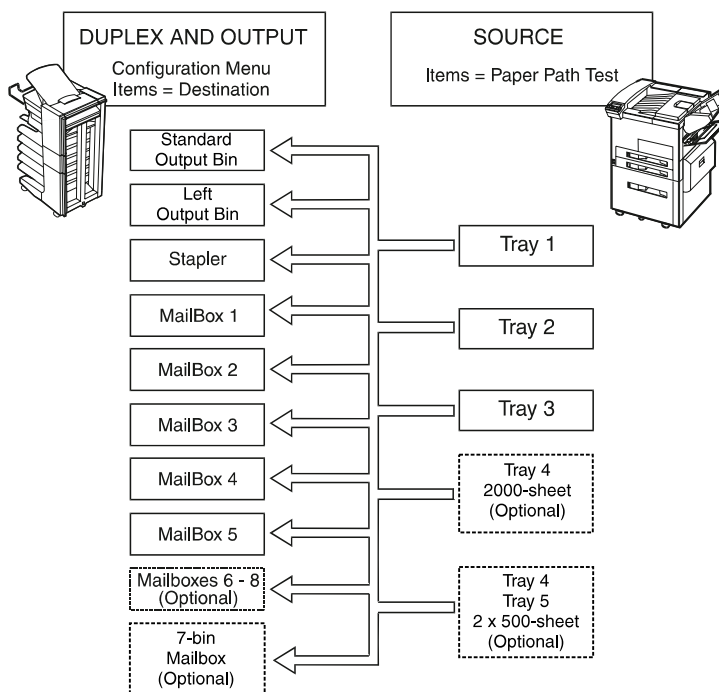 DUPLEX AND OUTPUT
Configuration Menu
Items = Destination
SOURCE
Items = Paper Path Test
Standard
Output Bin
Left
Output Bin
Stapler
MailBox 1
MailBox 2
MailBox 3
MailBox 4
MailBox 5
Mailboxes 6 - 8
(Optional)
7-bin
Mailbox
(Optional)
Tray 1
Tray 2
Tray 3
Tray 4
2000-sheet
(Optional)
Tray 4
Tray 5
2 x 500-sheet
(Optional)